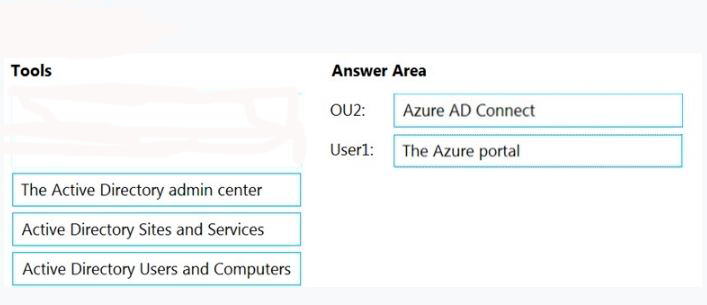 Tools
Answer Area
OU2:
Azure AD Connect
User1:
The Azure portal
The Active Directory admin center
Active Directory Sites and Services
Active Directory Users and Computers